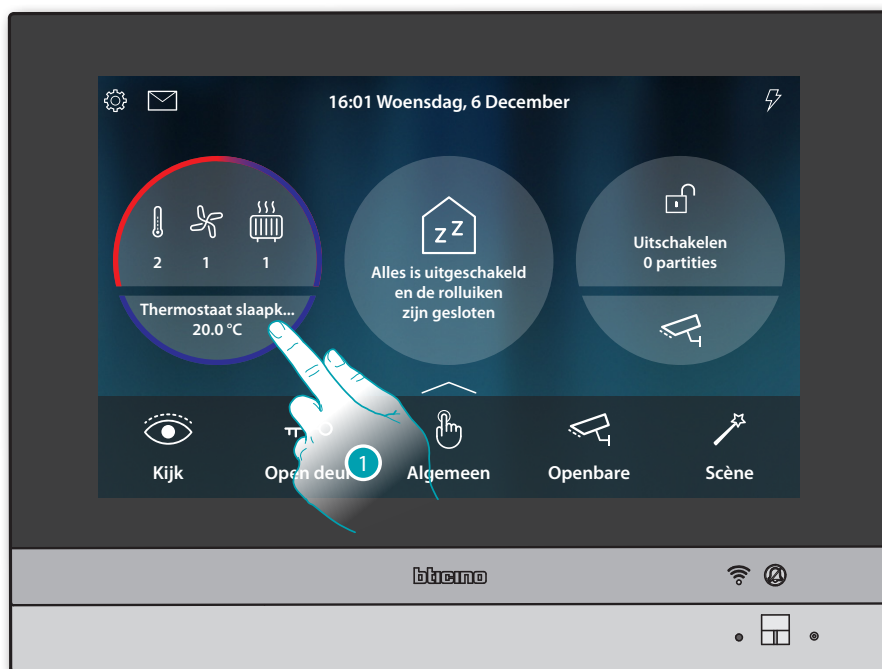 16:01 Woensdag, 6 December
2 1 1
Thermostaat slaapk...
20.0 °C
z Z
Alles is uitgeschakeld
en de rolluiken
zijn gesloten
Uitschakelen
0 partities
Kijk
Open deur
1
Algemeen
Openbare
Scène
bticino